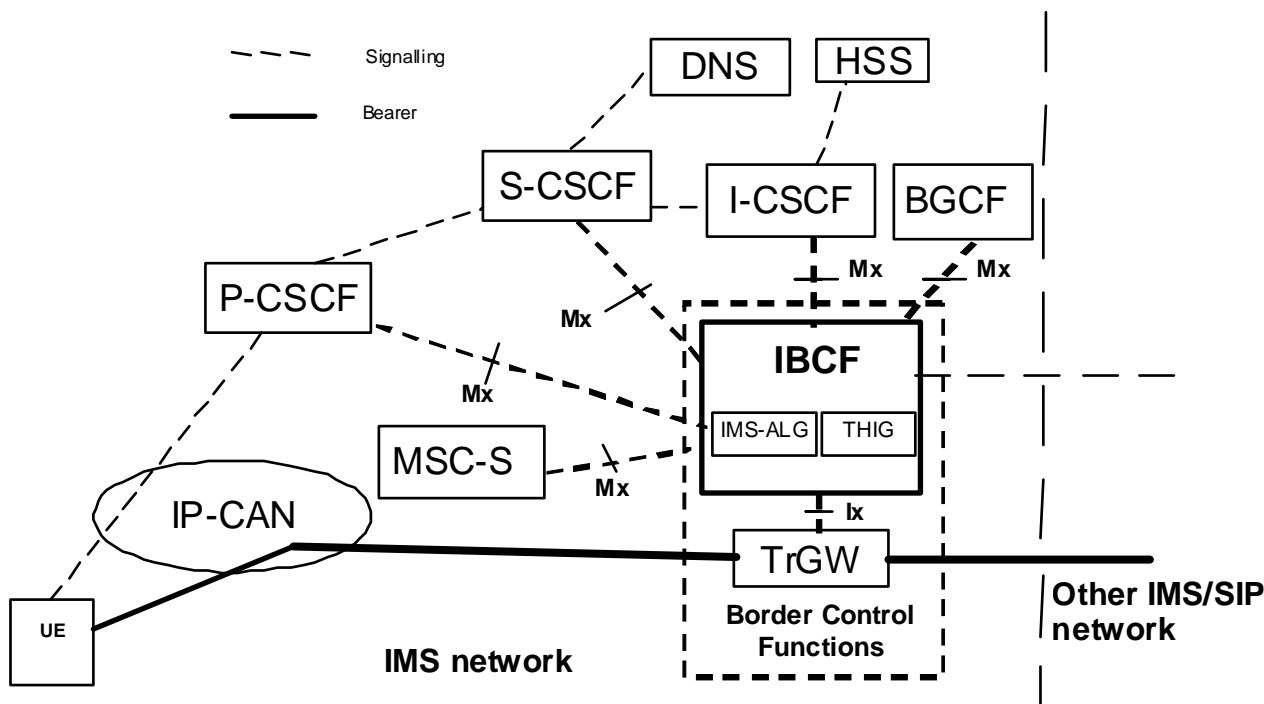 Signalling
Bearer
DNS
HSS
S-CSCF
I-CSCF
BGCF
P-CSCF
Mx
Mx
Mx
Mx
IBCF
IMS-ALG
THIG
MSC-S
Mx
Ix
IP-CAN
TrGW
UE
Border Control
Functions
Other IMS/SIP
network
IMS network